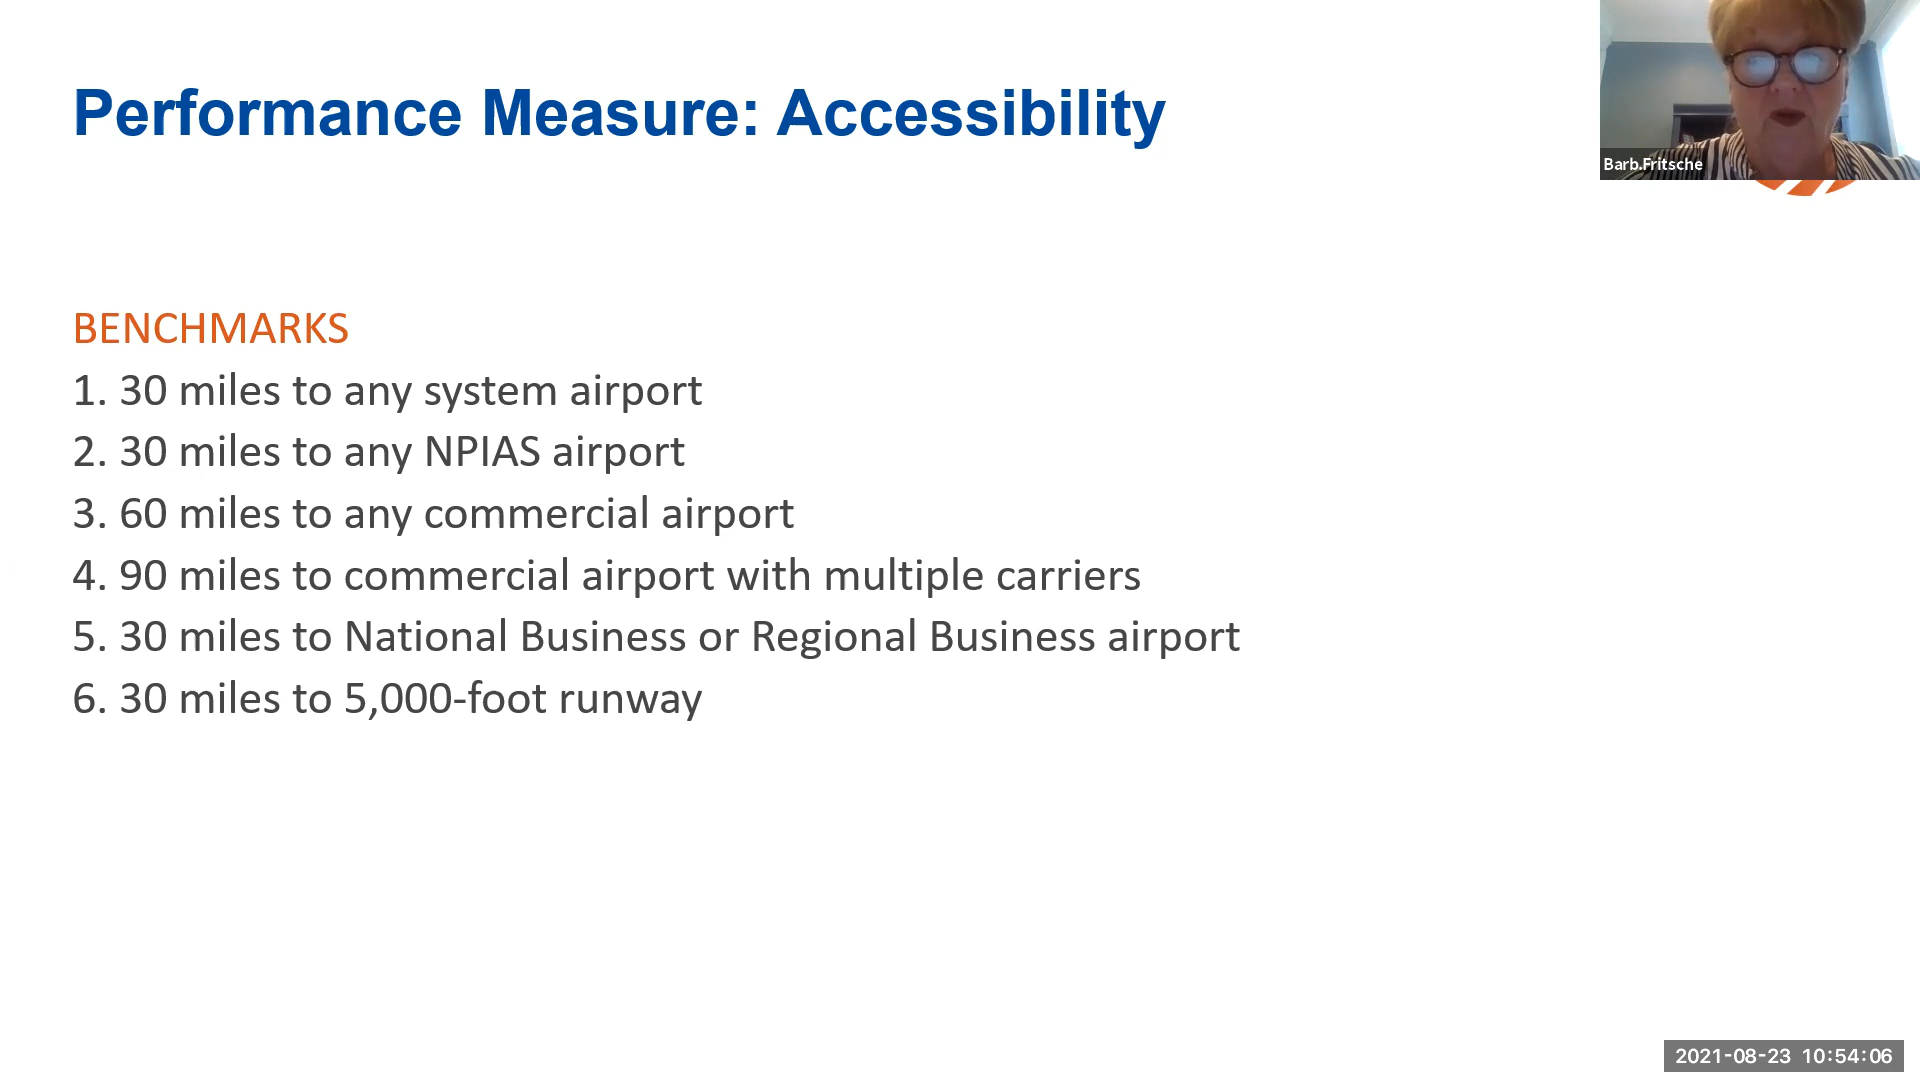 Performance Measure: Accessibility
Barb.Fritsche
BENCHMARKS
1. 30 miles to any system airport
2. 30 miles to any NPIAS airport
3. 60 miles to any commercial airport
4. 90 miles to commercial airport with multiple carriers
5. 30 miles to National Business or Regional Business airport
6. 30 miles to 5,000-foot runway
2021-08-23 10:54:06